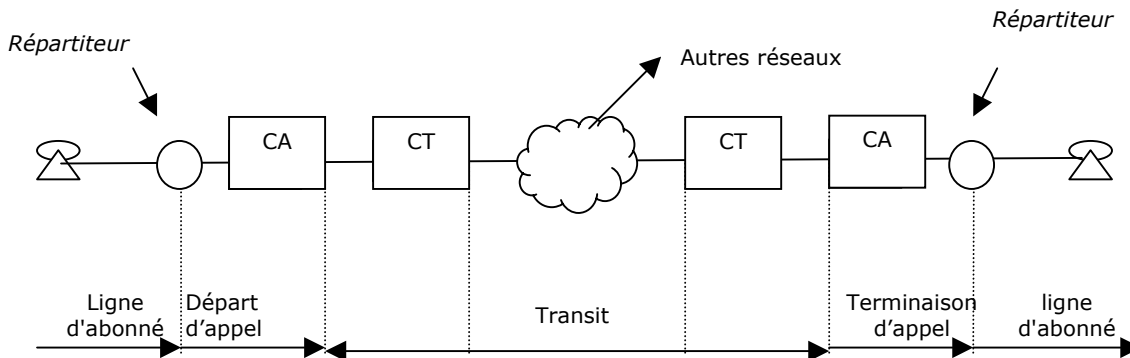 Répartiteur
Répartiteur
Autres réseaux
CA
CT
CT
CA
Ligne
d'abonné
Départ
d’appel
Transit
Terminaison
d’appel
ligne
d'abonné